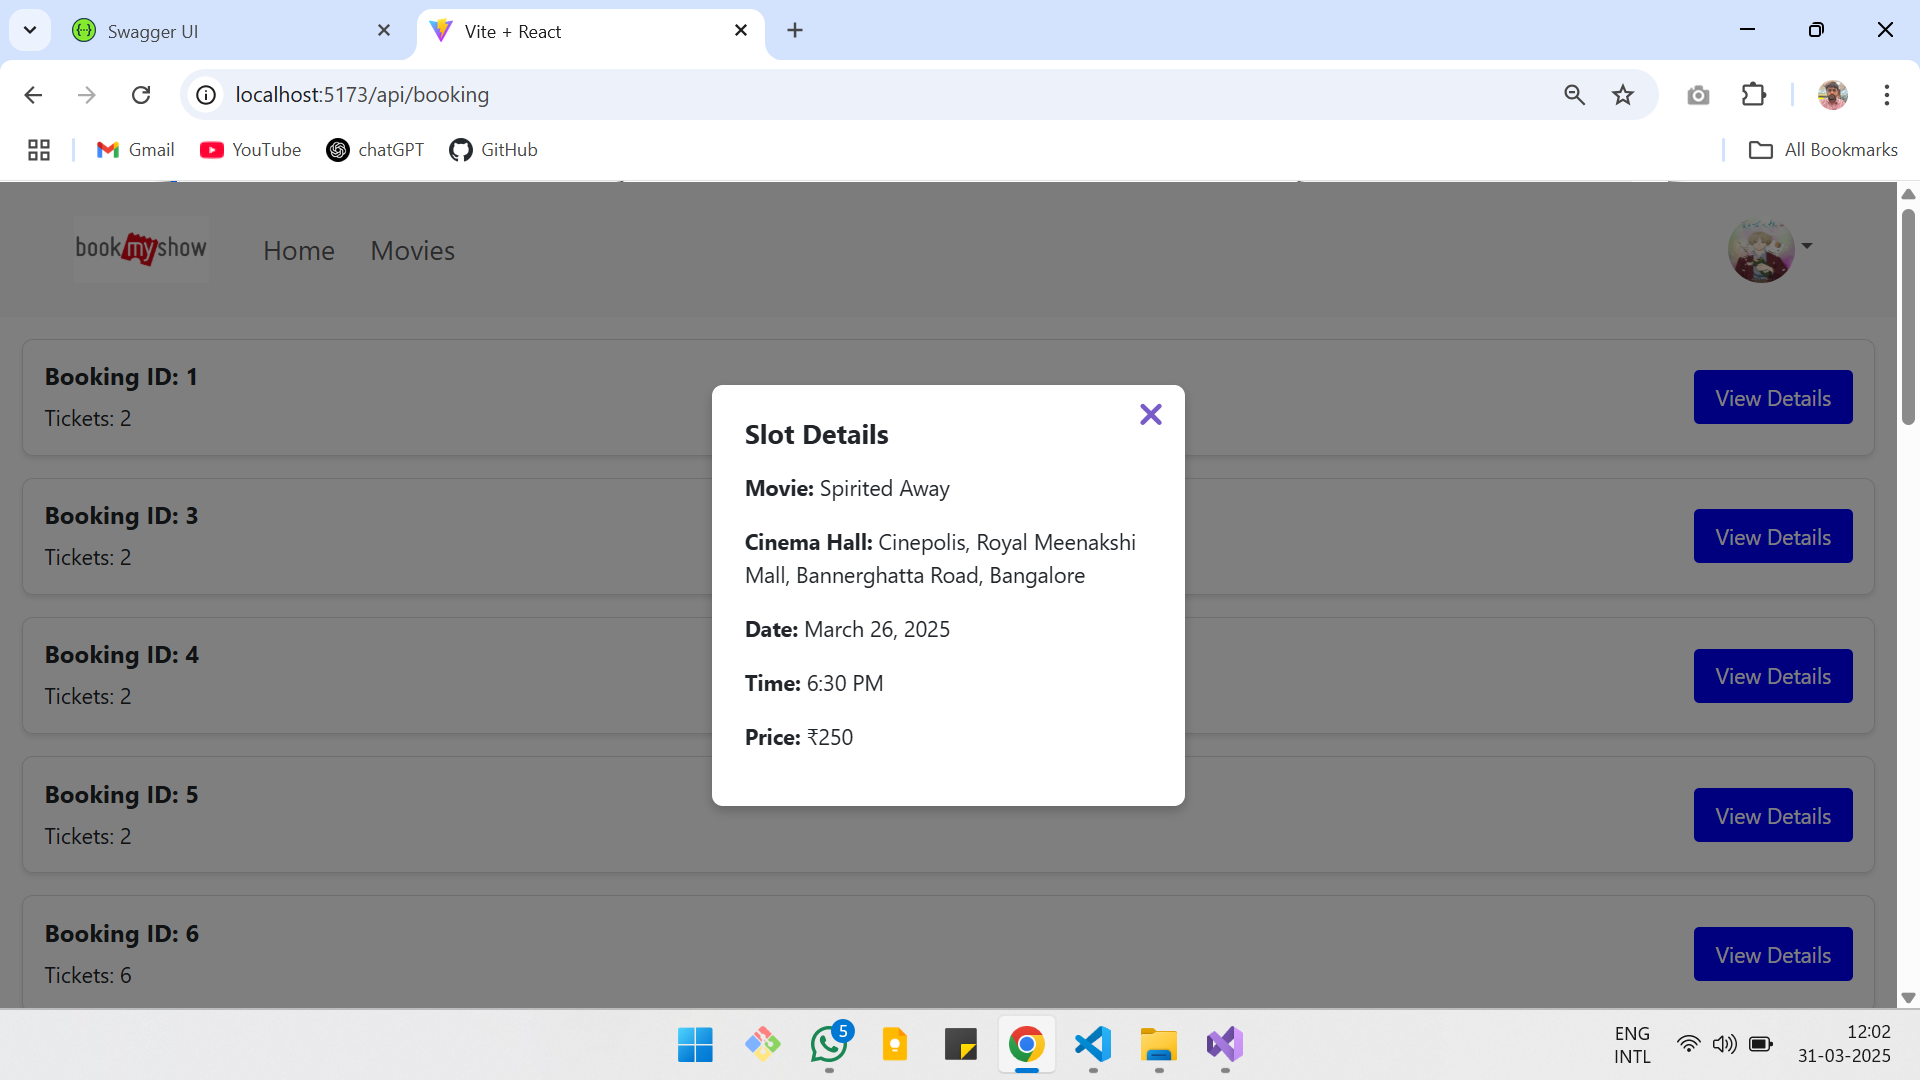 Swagger UI
Vite + React
localhost:5173/api/booking
Gmail
YouTube
chatGPT
GitHub
All Bookmarks
bookmyshow
Home
Movies
Booking ID: 1
Tickets: 2
View Details
Booking ID: 3
Tickets: 2
View Details
Booking ID: 4
Tickets: 2
View Details
Booking ID: 5
Tickets: 2
View Details
Booking ID: 6
Tickets: 6
View Details
Slot Details
Movie: Spirited Away
Cinema Hall: Cinepolis, Royal Meenakshi
Mall, Bannerghatta Road, Bangalore
Date: March 26, 2025
Time: 6:30 PM
Price: ₹250
5
ENG
INTL
12:02
31-03-2025